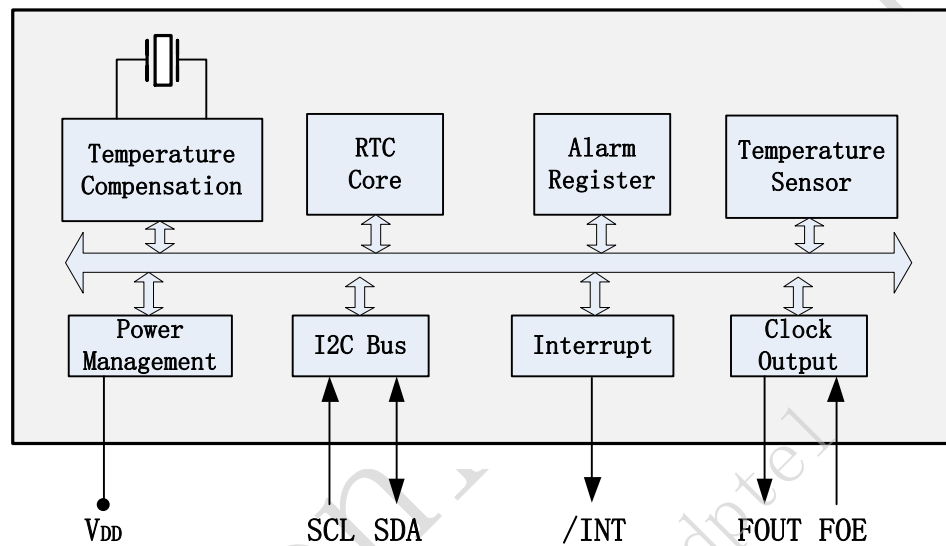 Temperature
Compensation
RTC
Core
Alarm
Register
Temperature
Sensor
Power
Management
I2C Bus
Interrupt
Clock
Output
VDD
SCL SDA
/INT
FOUT FOE